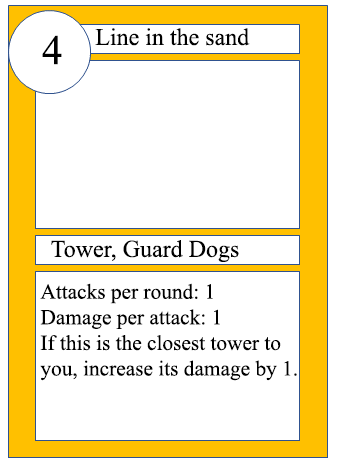 4
Line in the sand
Tower, Guard Dogs
Attacks per round: 1
Damage per attack: 1
If this is the closest tower to
you, increase its damage by 1.